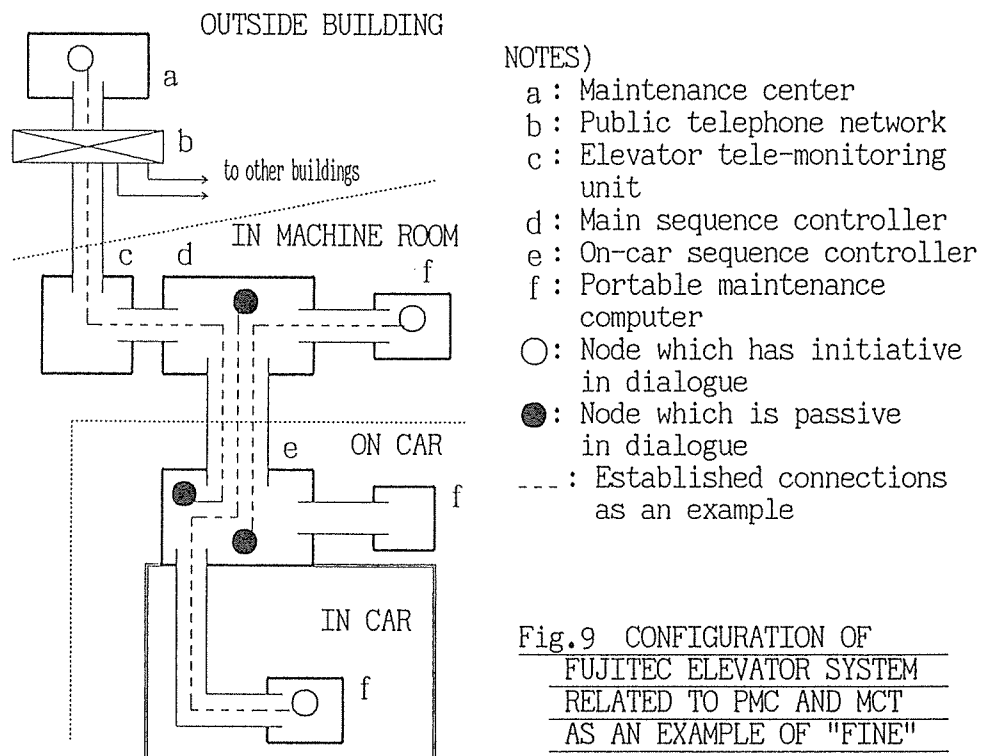 OUTSIDE BUILDING
a
b
to other buildings
IN MACHINE ROOM
c
d
f
ON CAR
e
f
IN CAR
f
NOTES)
a : Maintenance center
b : Public telephone network
c : Elevator tele-monitoring
unit
d : Main sequence controller
e : On-car sequence controller
f : Portable maintenance
computer
○: Node which has initiative
in dialogue
●: Node which is passive
in dialogue
---: Established connections
as an example
Fig.9 CONFIGURATION OF
FUJITEC ELEVATOR SYSTEM
RELATED TO PMC AND MCT
AS AN EXAMPLE OF "FINE"